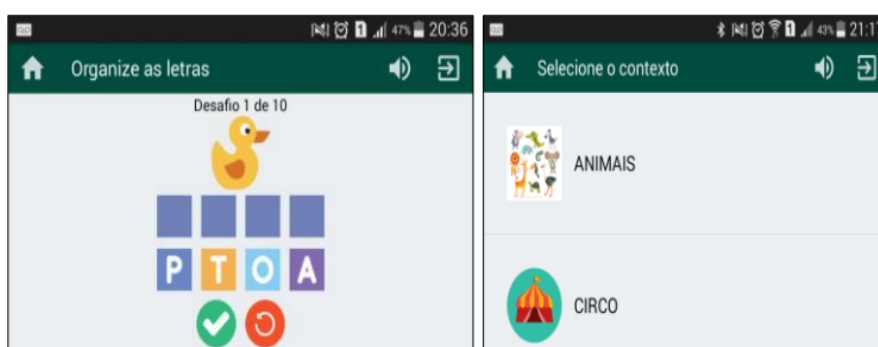 47% 20:36
Organize as letras
Desafio 1 de 10
P T O A
43% 21:17
Selecione o contexto
ANIMAIS
CIRCO